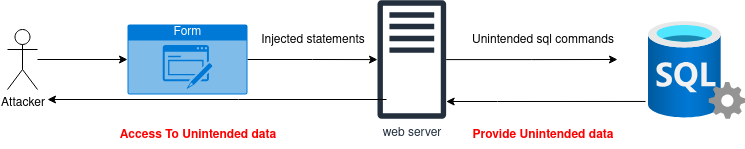 Form
Injected statements
Unintended sql commands
SQL
Attacker
web server
Access To Unintended data
Provide Unintended data